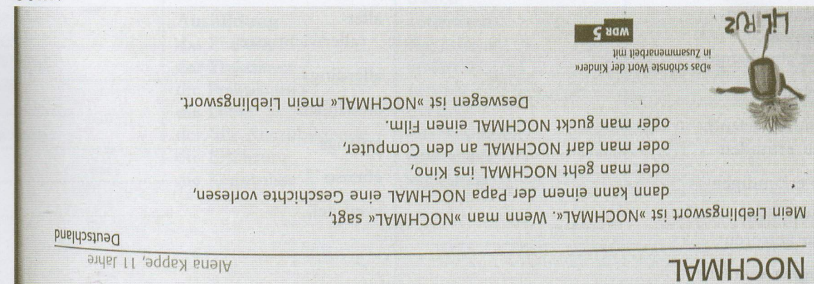 NOCHMAL
Alena Kappe, 11 Jahre
Deutschland
Mein Lieblingswort ist »NOCHMAL«. Wenn man »NOCHMAL« sagt,
dann kann einem der Papa NOCHMAL eine Geschichte vorlesen,
oder man geht NOCHMAL ins Kino,
oder man darf NOCHMAL an den Computer,
oder man guckt NOCHMAL einen Film.
Deswegen ist »NOCHMAL« mein Lieblingswort.
»Das schönste Wort der Kinder«
in Zusammenarbeit mit
WDR 5